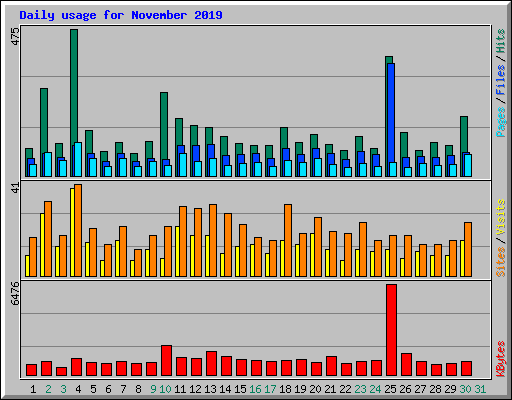 Daily usage for November 2019
475
Pages / Files / Hits
41
Sites / Visits
6476
KBytes
1 2 3 4 5 6 7 8 9 10 11 12 13 14 15 16 17 18 19 20 21 22 23 24 25 26 27 28 29 30 31